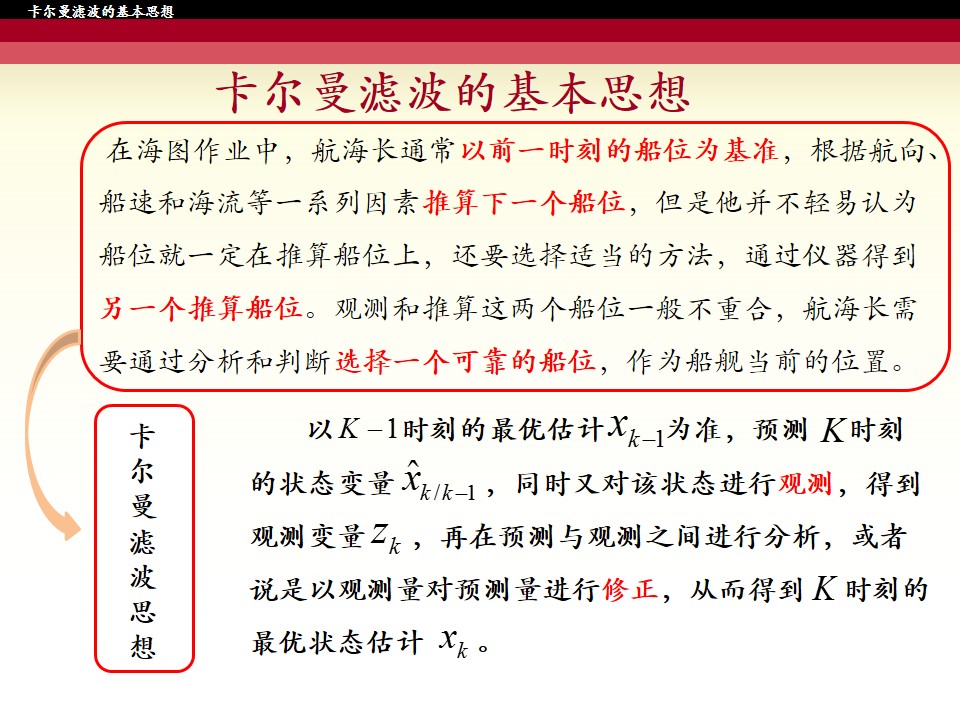 卡尔曼滤波的基本思想
卡尔曼滤波的基本思想
在海图作业中，航海长通常以前一时刻的船位为基准，根据航向、
船速和海流等一系列因素推算下一个船位，但是他并不轻易认为
船位就一定在推算船位上，还要选择适当的方法，通过仪器得到
另一个推算船位。观测和推算这两个船位一般不重合，航海长需
要通过分析和判断选择一个可靠的船位，作为船舰当前的位置。
卡
尔
曼
滤
波
思
想
以K－1时刻的最优估计x_{k-1}为准，预测 K时刻
的状态变量x̂_{k/k-1}，同时又对该状态进行观测，得到
观测变量z_k，再在预测与观测之间进行分析，或者
说是以观测量对预测量进行修正，从而得到 K 时刻的
最优状态估计 x_k。